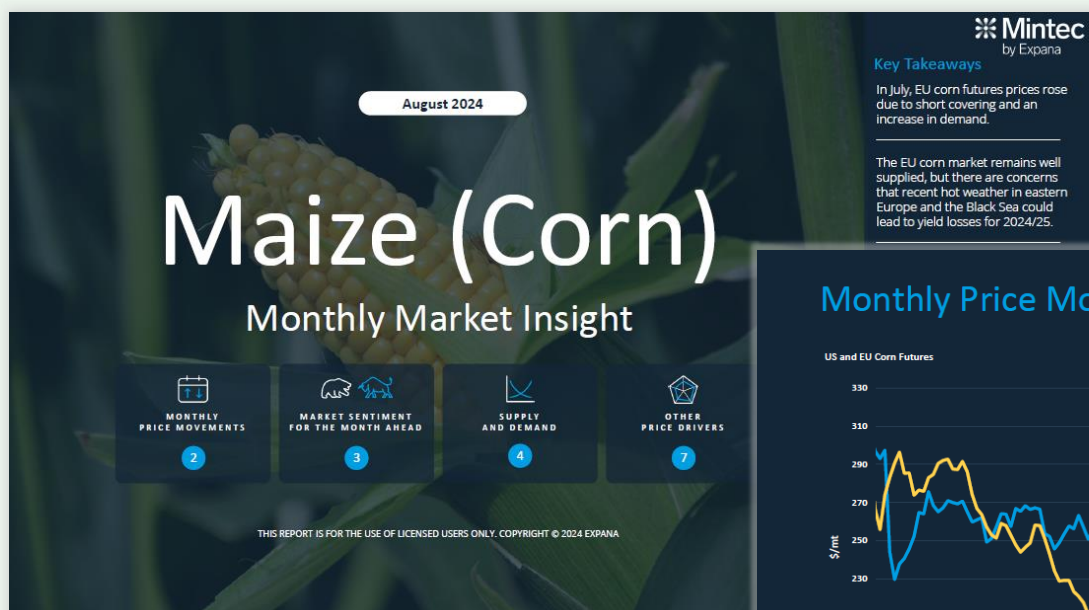 August 2024
Maize (Corn)
Monthly Market Insight
MONTHLY
PRICE MOVEMENTS
2
MARKET SENTIMENT
FOR THE MONTH AHEAD
3
SUPPLY
AND DEMAND
4
OTHER
PRICE DRIVERS
7
THIS REPORT IS FOR THE USE OF LICENSED USERS ONLY. COPYRIGHT © 2024 EXPANA
Mintec
by Expana
Key Takeaways
In July, EU corn futures prices rose
due to short covering and an
increase in demand.
The EU corn market remains well
supplied, but there are concerns
that recent hot weather in eastern
Europe and the Black Sea could
lead to yield losses for 2024/25.
Monthly Price Mo
US and EU Corn Futures
330
310
290
270
250
230
$/mt